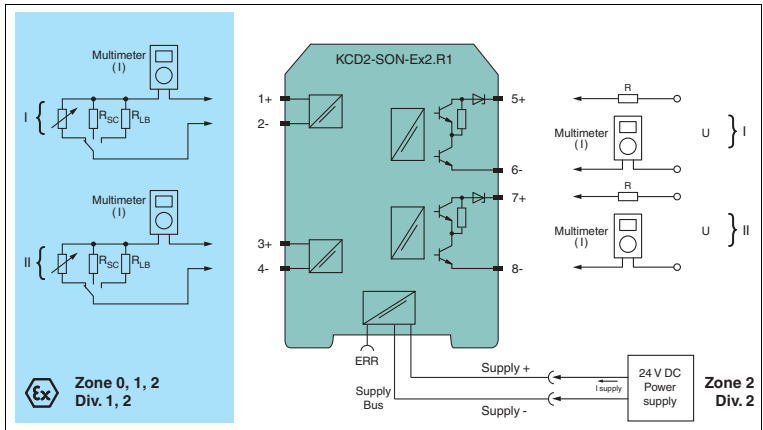 KCD2-SON-Ex2.R1
Multimeter
( I )
I
RSC
RLB
1+
2-
5+
6-
R
Multimeter
( I )
U
I
Multimeter
( I )
II
RSC
RLB
3+
4-
7+
8-
R
Multimeter
( I )
U
II
ERR
Supply
Bus
Supply +
Supply -
I supply
24 V DC
Power
supply
Ex
Zone 0, 1, 2
Div. 1, 2
Zone 2
Div. 2